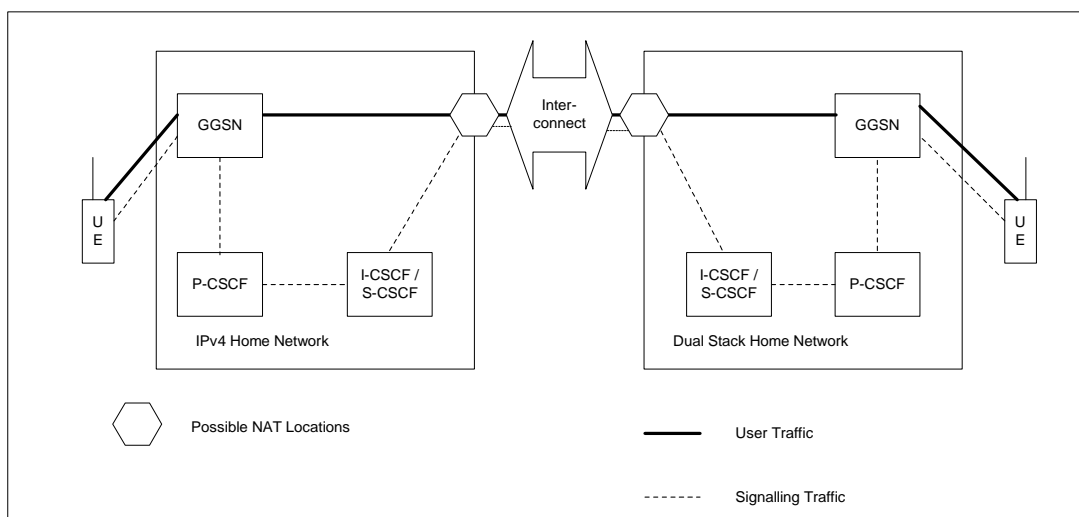 Inter-
connect
GGSN
GGSN
U
E
U
E
P-CSCF
I-CSCF /
S-CSCF
I-CSCF /
S-CSCF
P-CSCF
IPv4 Home Network
Dual Stack Home Network
Possible NAT Locations
User Traffic
Signalling Traffic